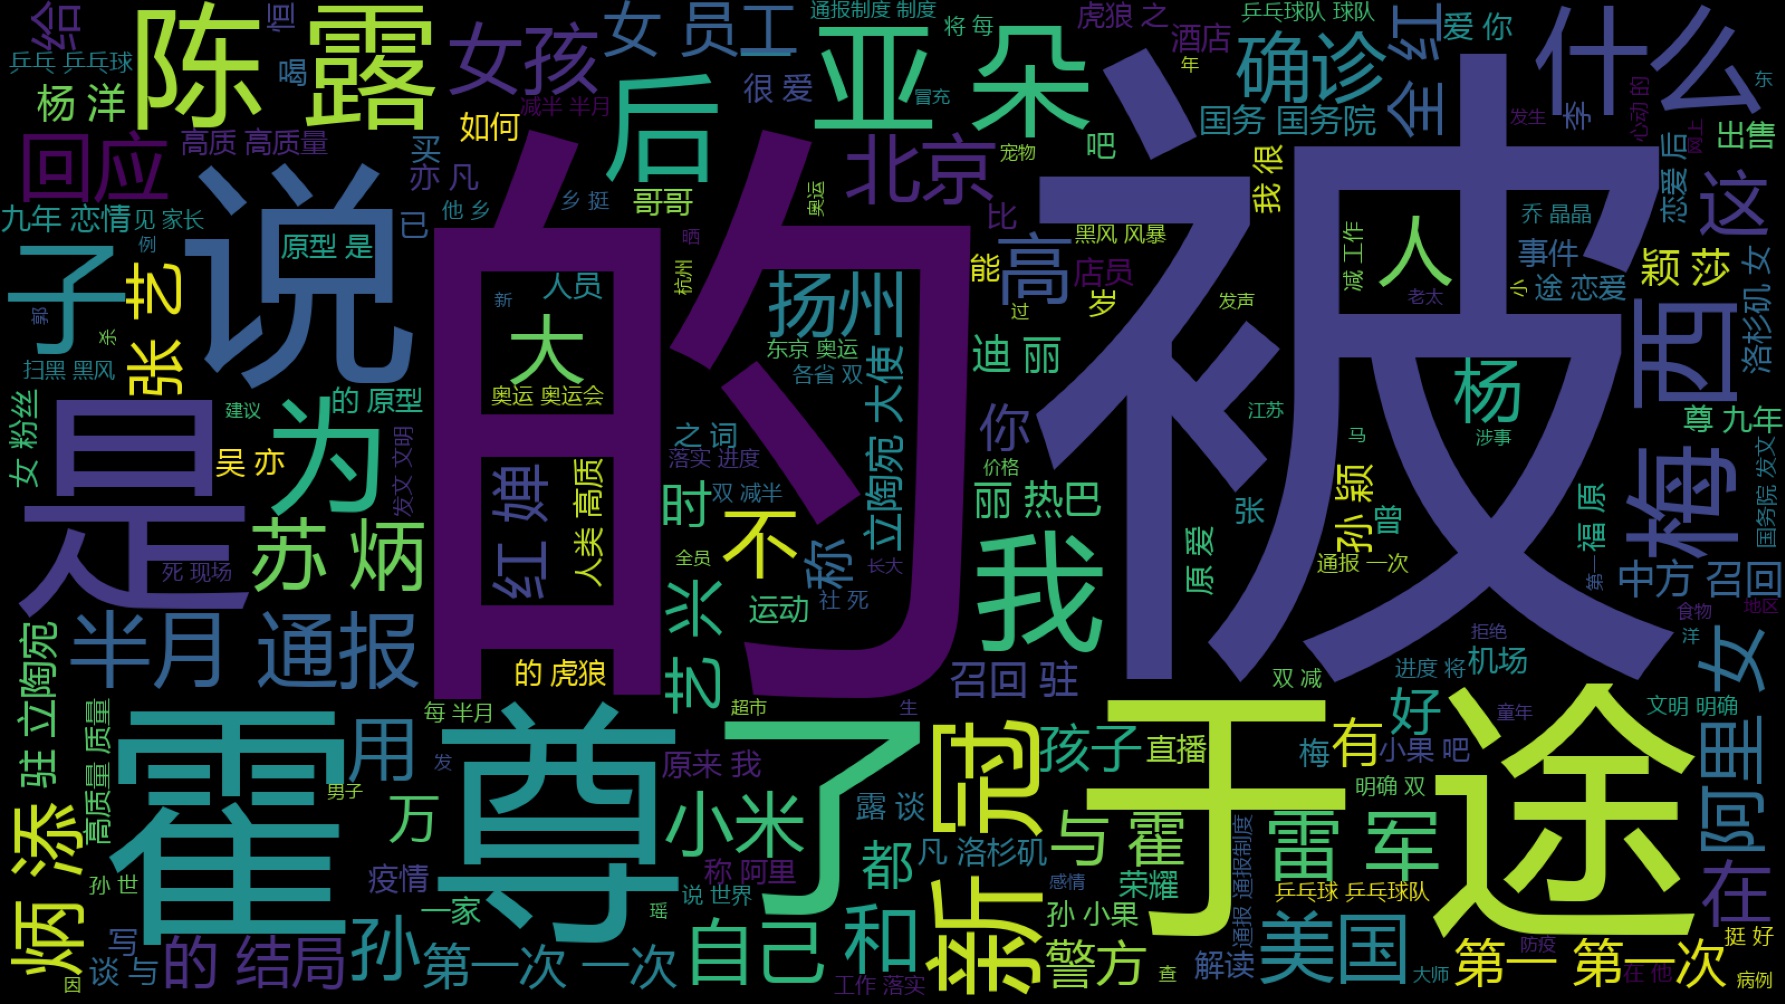 给
恒
陈 露
女孩
女 员工
通报制度 制度
将 每
虎狼 之
酒店
乒乓球队 球队
全 红
爱 你
什么
乒乓 乒乓球
喝
杨 洋
后
很 爱
亚 朵
年
确诊
东
减半 半月
冒充
国务 国务院
发生
李
心动 的
网上
出售
回应
高质 高质量
如何
买
北京
宠物
吧
我 很
恋爱 后
这
亦 凡
哥哥
奥运
九年 恋情
见 家长
已
他 乡
乡 挺
比
乔 晶晶
例
说
原型 是
的
晒
黑风 风暴
被
减 工作
人
事件
颖 莎
洛杉矶 女
子
张 艺
人员
杭州
扬州
能
高
店员
小
途 恋爱
郭
杀
新
大
过
岁
发声
老太
西
扫黑 黑风
东京 奥运
迪 丽
各省 双
立陶宛 大使
奥运 奥运会
杨
女 粉丝
是
建议
为
的 原型
你
江苏
涉事
尊 九年
发文 文明
之 词
马
吴 亦
落实 进度
价格
孙 颖
梅
国务院 发文
红 婳
人类 高质
时
双 减半
丽 热巴
张
曾
福 原
苏 炳
不
原 爱
死 现场
全员
称
长大
我
通报 一次
第一
中方 召回
艺 兴
运动
社 死
食物
地区
驻 立陶宛
半月 通报
拒绝
洋
女
的 虎狼
召回 驻
双 减
进度 将
机场
每 半月
超市
生
好
童年
文明 明确
高质量 质量
霍 尊
用
了
新冠
孩子
直播
于 途
梅
有
小果 吧
阿里
发
原来 我
男子
明确 双
炳 添
万
小米
露 谈
与 霍
雷 军
都
凡 洛杉矶
通报 通报制度
疫情
称 阿里
感情
荣耀
乒乓球 乒乓球队
在
孙 世
说 世界
一家
瑶
孙 小果
写
的 结局
孙
第一次 一次
自己
和
警方
解读
美国
第一 第一次
防疫
挺 好
谈 与
因
工作 落实
查
大师
在 他
病例